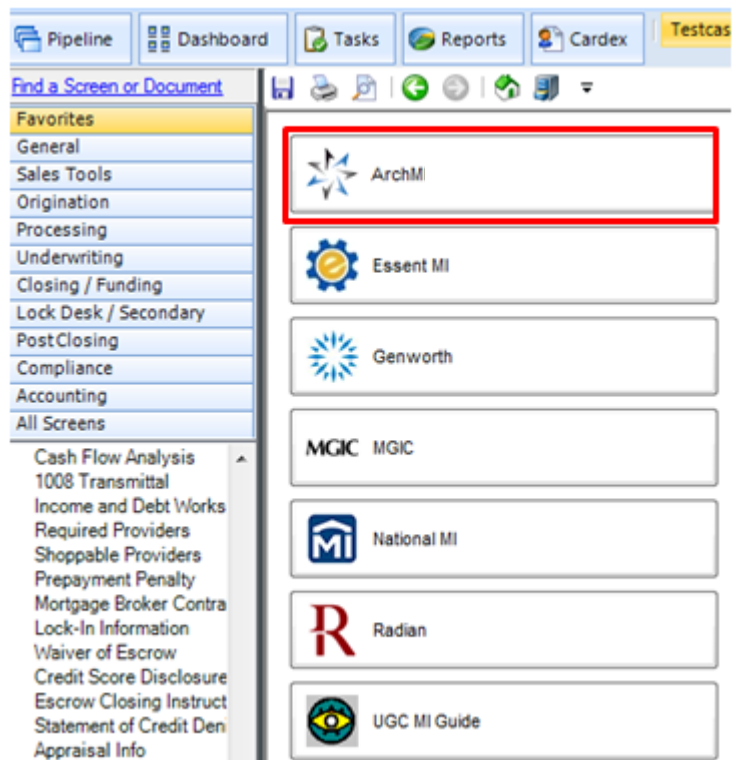 Pipeline Dashboard Tasks Reports Cardex Testcas
Find a Screen or Document
Favorites
General
Sales Tools
Origination
Processing
Underwriting
Closing / Funding
Lock Desk / Secondary
PostClosing
Compliance
Accounting
All Screens
Cash Flow Analysis
1008 Transmittal
Income and Debt Works
Required Providers
Shoppable Providers
Prepayment Penalty
Mortgage Broker Contra
Lock-In Information
Waiver of Escrow
Credit Score Disclosure
Escrow Closing Instruct
Statement of Credit Deni
Appraisal Info
ArchMI
e Essent MI
Genworth
MGIC MGIC
MI National MI
R Radian
UGC MI Guide